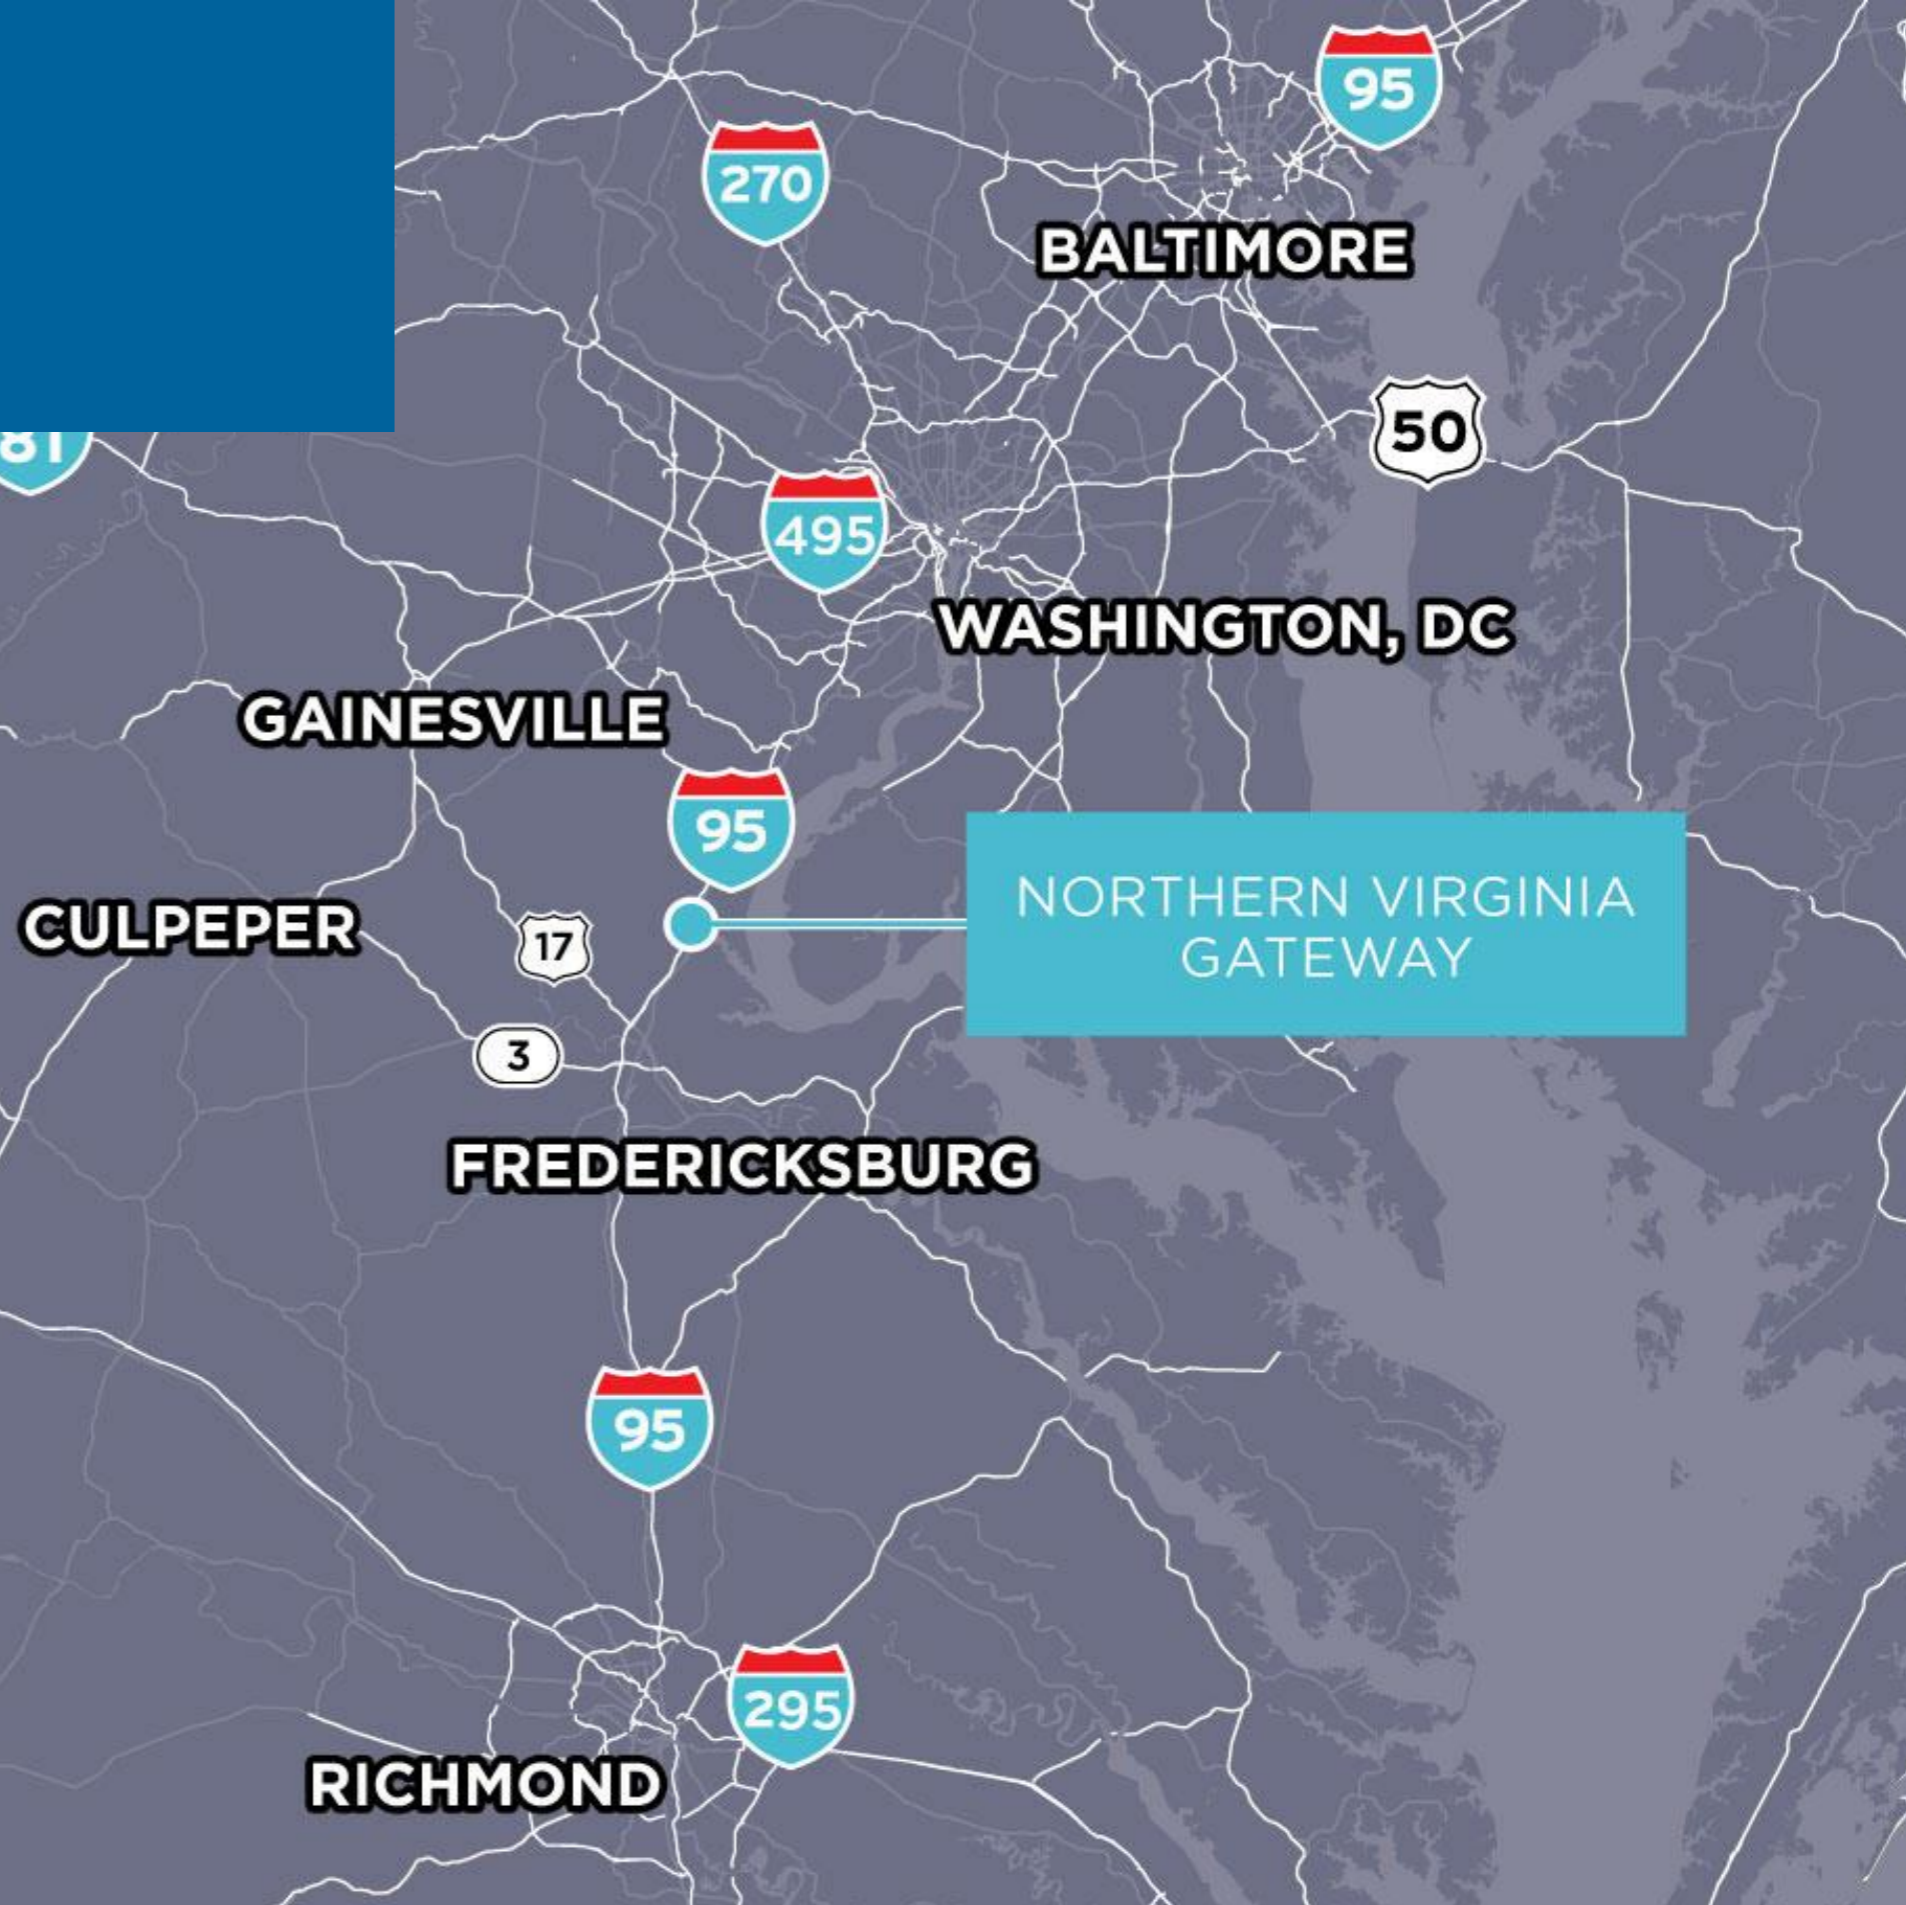 95
270
BALTIMORE
50
81
495
WASHINGTON, DC
GAINESVILLE
95
NORTHERN VIRGINIA
GATEWAY
CULPEPER
17
3
FREDERICKSBURG
95
295
RICHMOND